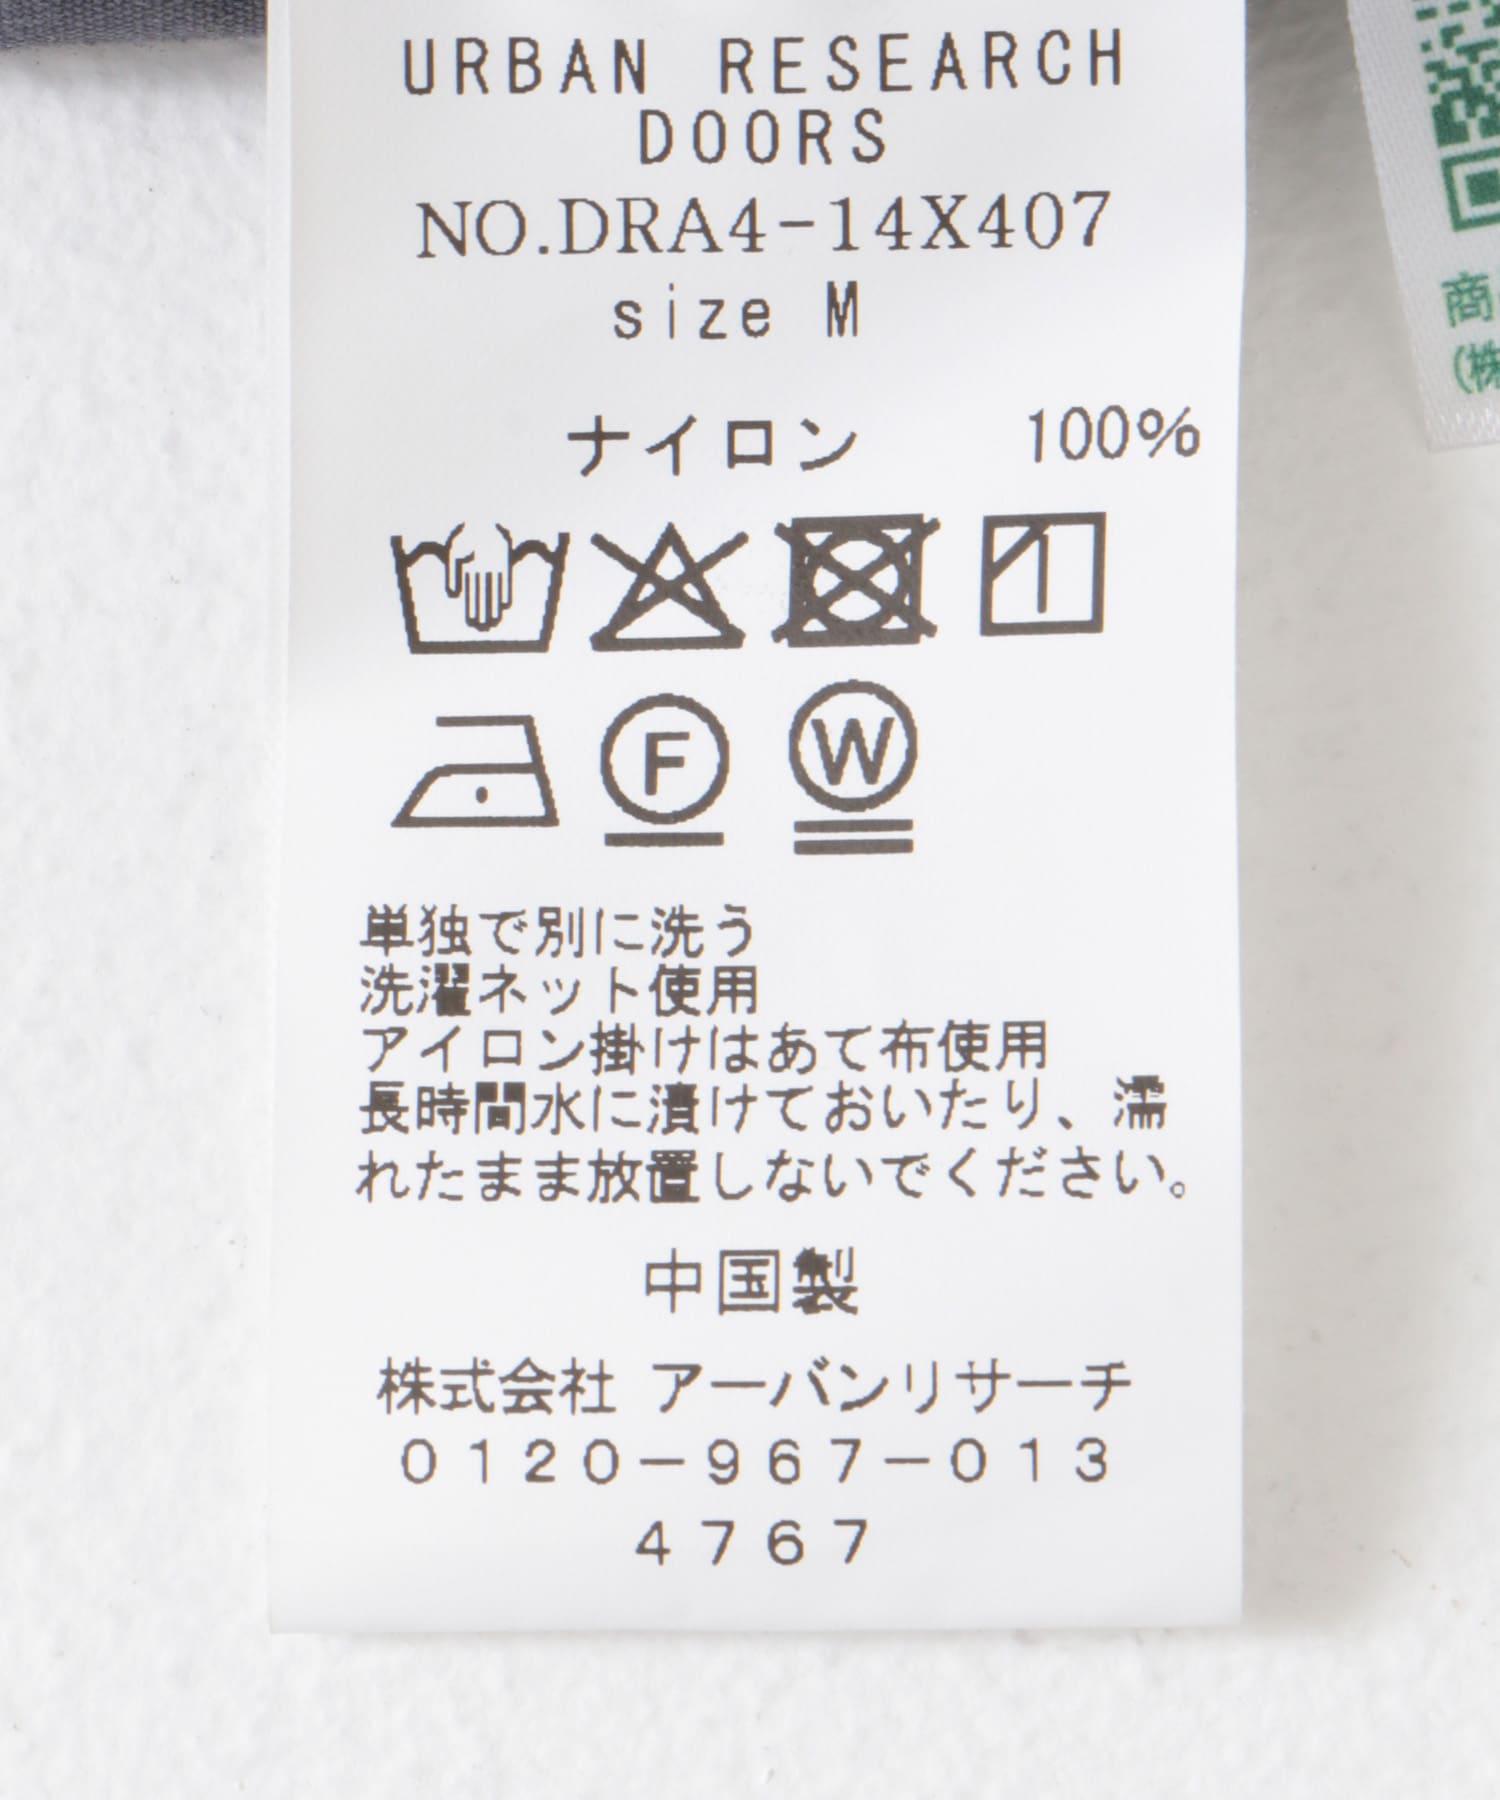 URBAN RESEARCH
DOORS
NO.DRA4-14X407
size M
ナイロン 100%
F W
単独で別に洗う
洗濯ネット使用
アイロン掛けはあて布使用
長時間水に漬けておいたり、濡
れたまま放置しないでください。
中国製
株式会社 アーバンリサーチ
0120-967-013
4767
商
(株